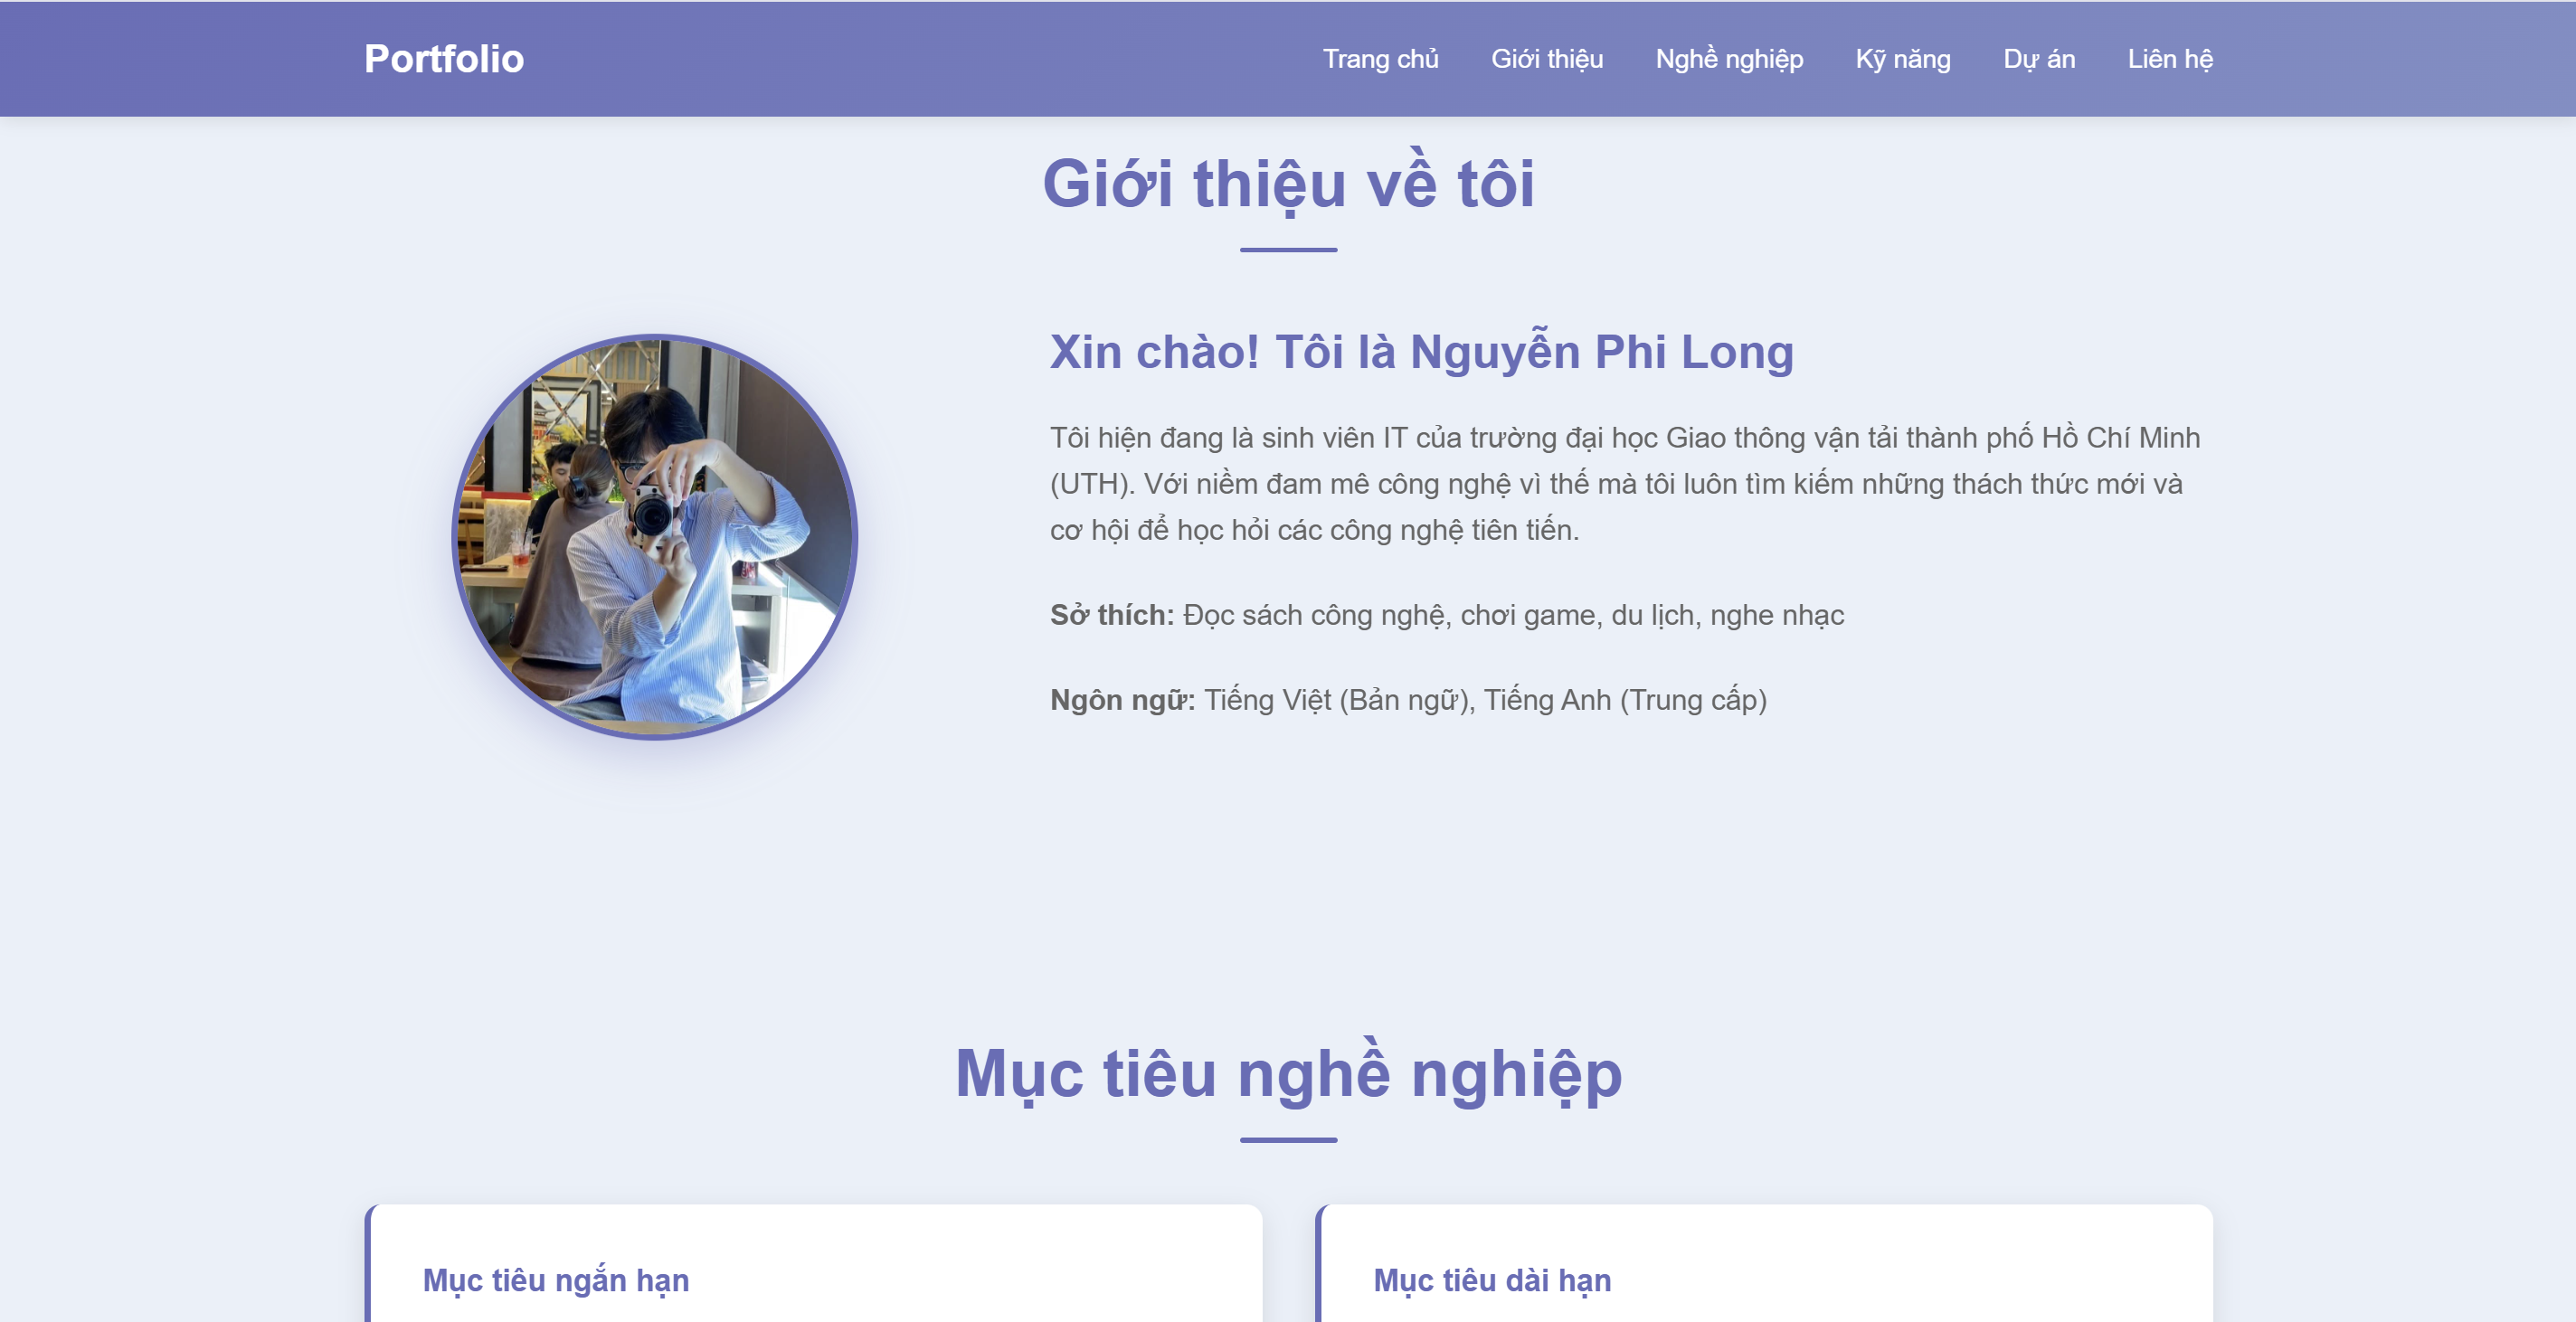 Portfolio
Trang chủ
Giới thiệu
Nghề nghiệp
Kỹ năng
Dự án
Liên hệ
Giới thiệu về tôi
Xin chào! Tôi là Nguyễn Phi Long
Tôi hiện đang là sinh viên IT của trường đại học Giao thông vận tải thành phố Hồ Chí Minh
(UTH). Với niềm đam mê công nghệ vì thế mà tôi luôn tìm kiếm những thách thức mới và
cơ hội để học hỏi các công nghệ tiên tiến.
Sở thích: Đọc sách công nghệ, chơi game, du lịch, nghe nhạc
Ngôn ngữ: Tiếng Việt (Bản ngữ), Tiếng Anh (Trung cấp)
Mục tiêu nghề nghiệp
Mục tiêu ngắn hạn
Mục tiêu dài hạn